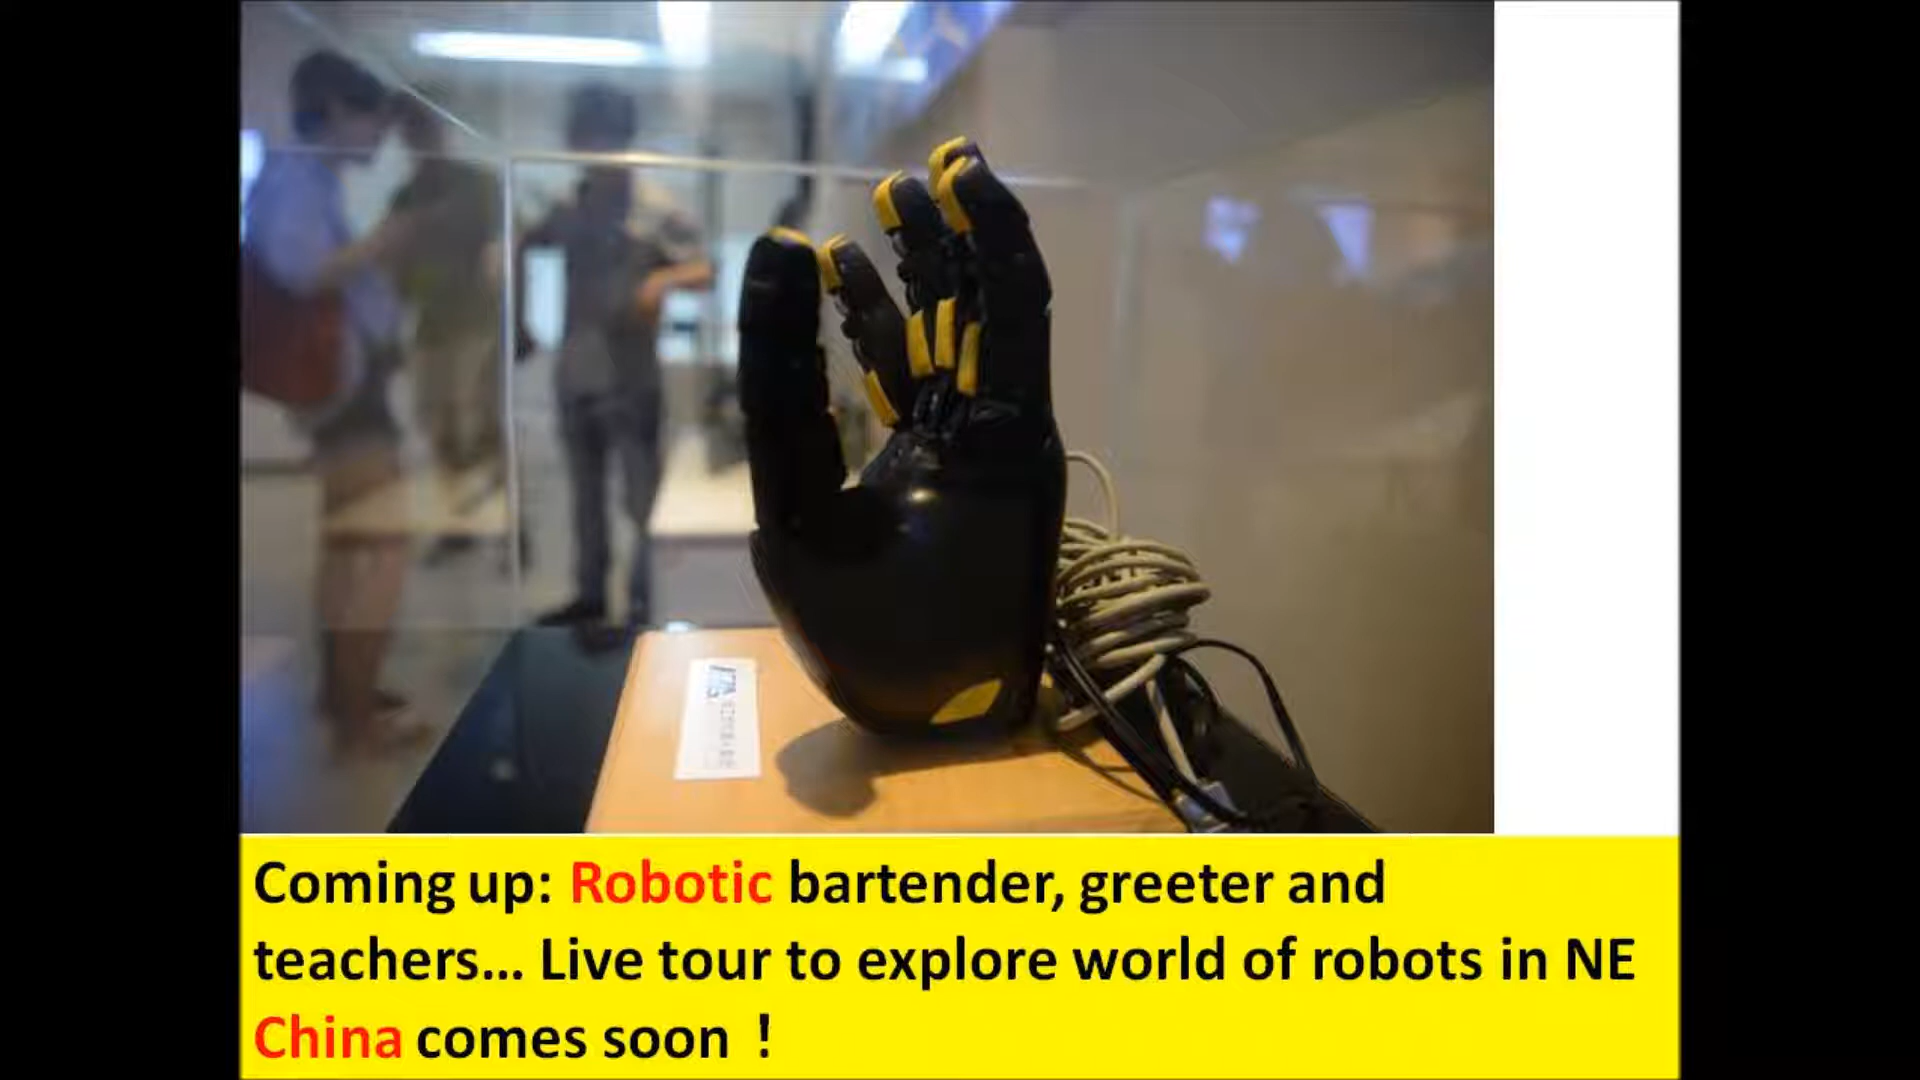 Coming up: Robotic bartender, greeter and
teachers... Live tour to explore world of robots in NE
China comes soon !